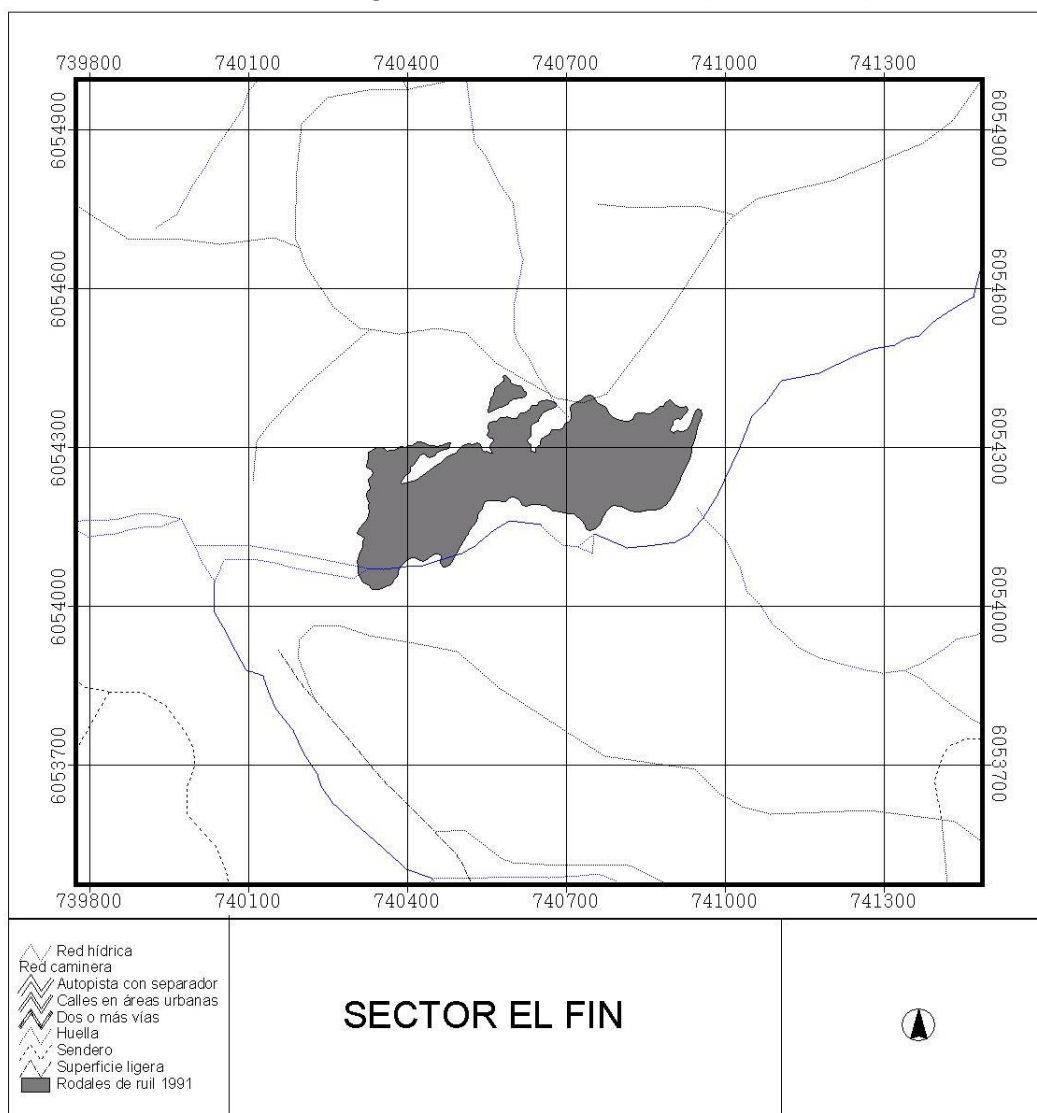 739800 740100 740400 740700 741000 741300
6054900 6054900
6054600 6054600
6054300 6054300
6054000 6054000
6053700 6053700
739800 740100 740400 740700 741000 741300
Red hídrica
Red caminera
Autopista con separador
Calles en áreas urbanas
Dos o más vías
Huella
Sendero
Superficie ligera
Rodales de ruil 1991
SECTOR EL FIN